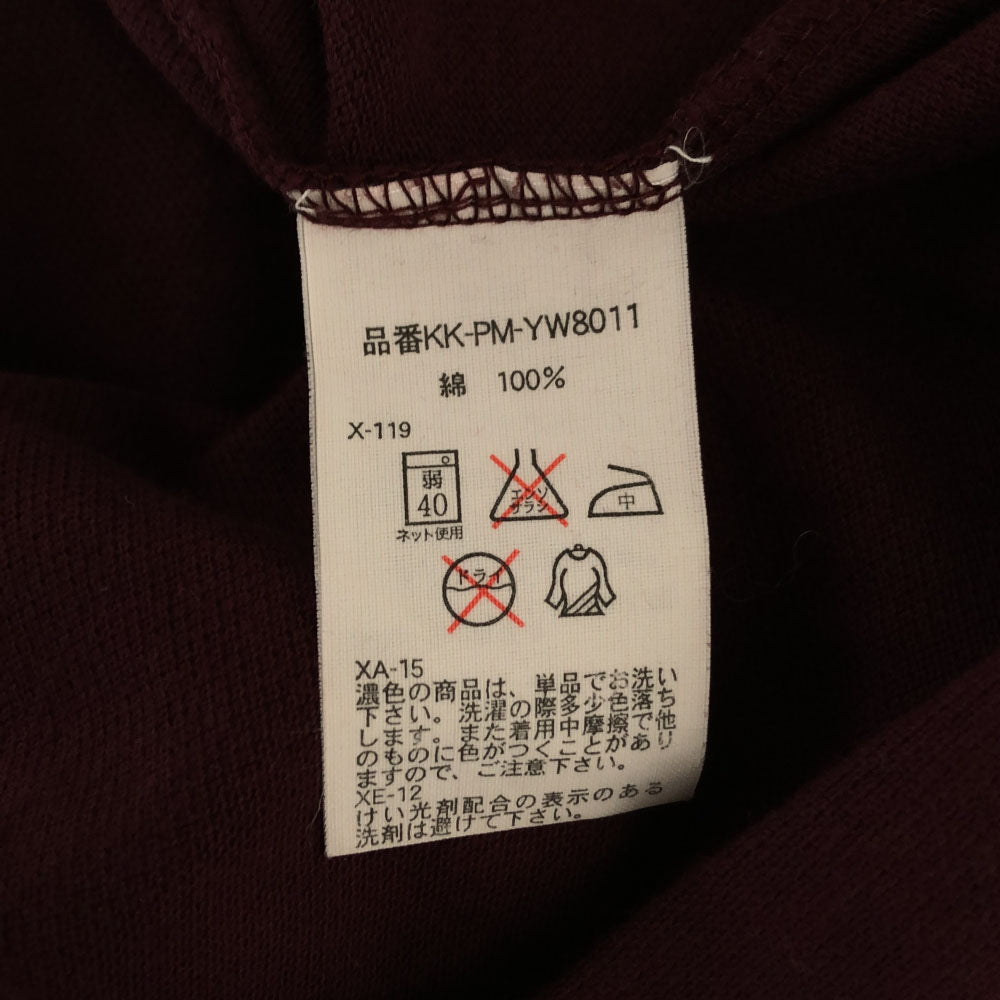 品番KK-PM-YW8011
綿 100%
X-119
弱
40
ネット使用
エンソ
サラシ
中
ドライ
XA-15
濃色の商品は、単品でお洗い
下さい。洗濯の際多少色落ち
します。また着用中摩擦で他
のものに色がつくことがあり
ますので、ご注意下さい。
XE-12
けい光剤配合の表示のある
洗剤は避けて下さい。